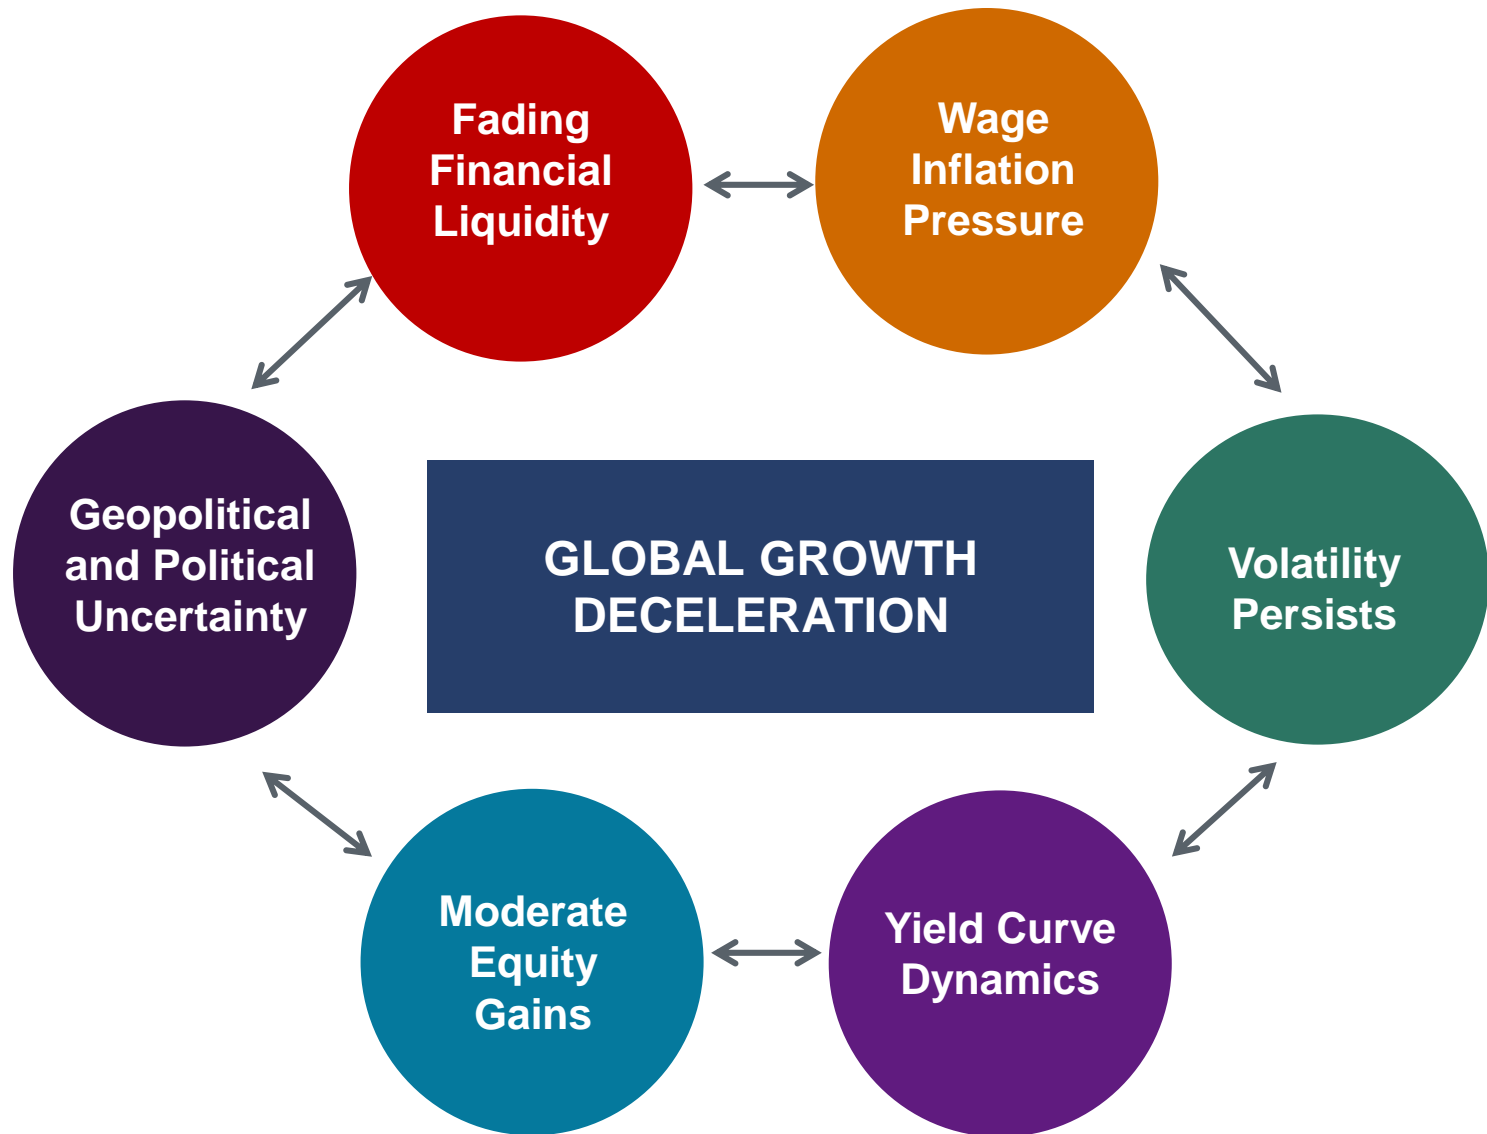 Fading
Financial
Liquidity
Wage
Inflation
Pressure
Geopolitical
and Political
Uncertainty
GLOBAL GROWTH
DECELERATION
Volatility
Persists
Moderate
Equity
Gains
Yield Curve
Dynamics